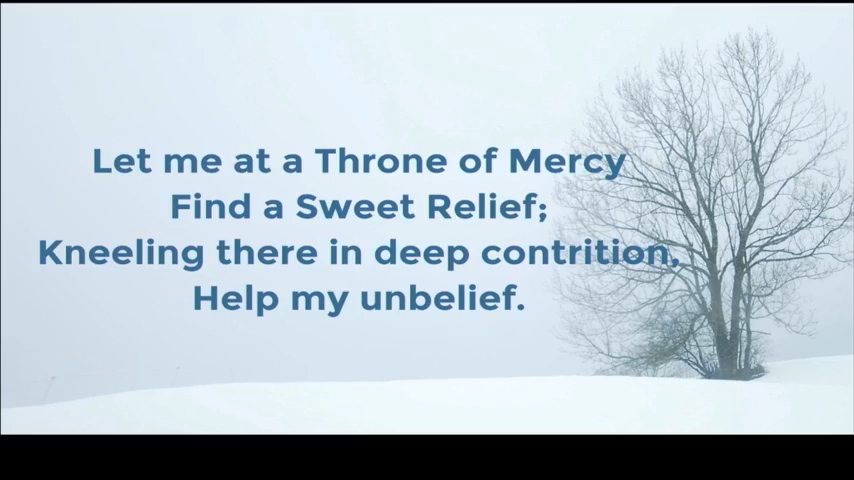 Let me at a Throne of Mercy
Find a Sweet Relief;
Kneeling there in deep contrition,
Help my unbelief.